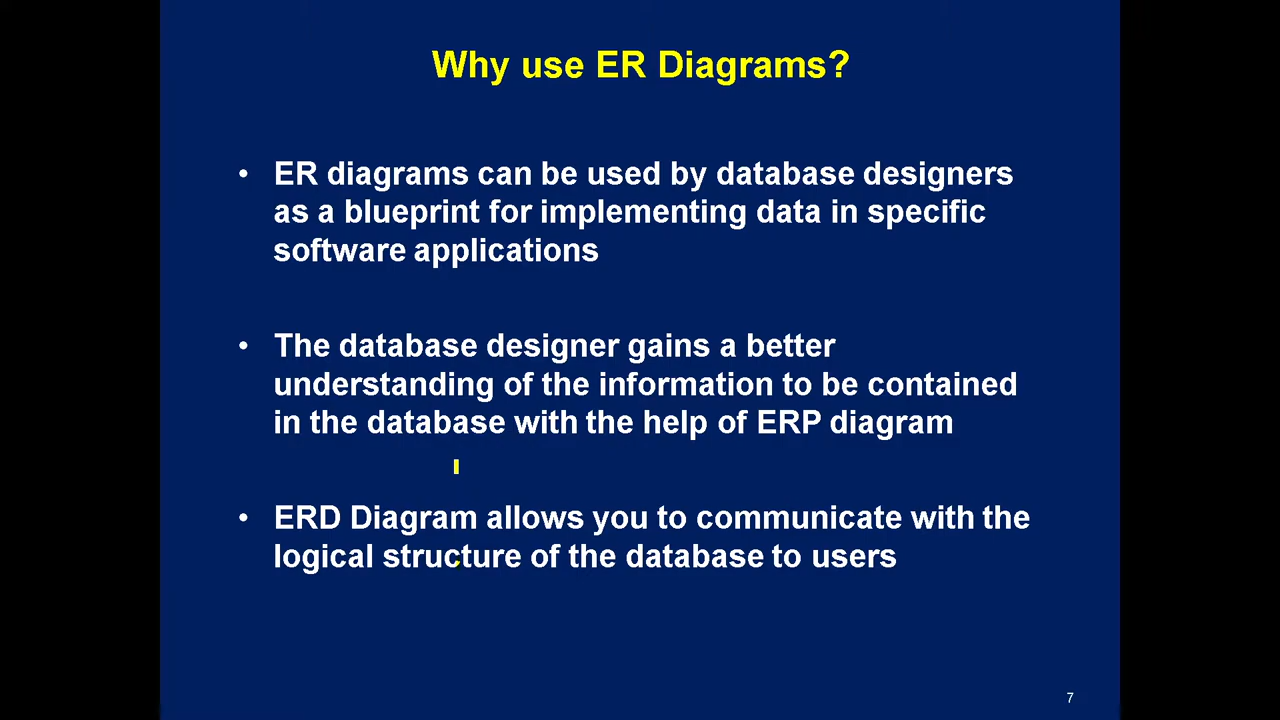 Why use ER Diagrams?
• ER diagrams can be used by database designers
as a blueprint for implementing data in specific
software applications
• The database designer gains a better
understanding of the information to be contained
in the database with the help of ERP diagram
• ERD Diagram allows you to communicate with the
logical structure of the database to users
7